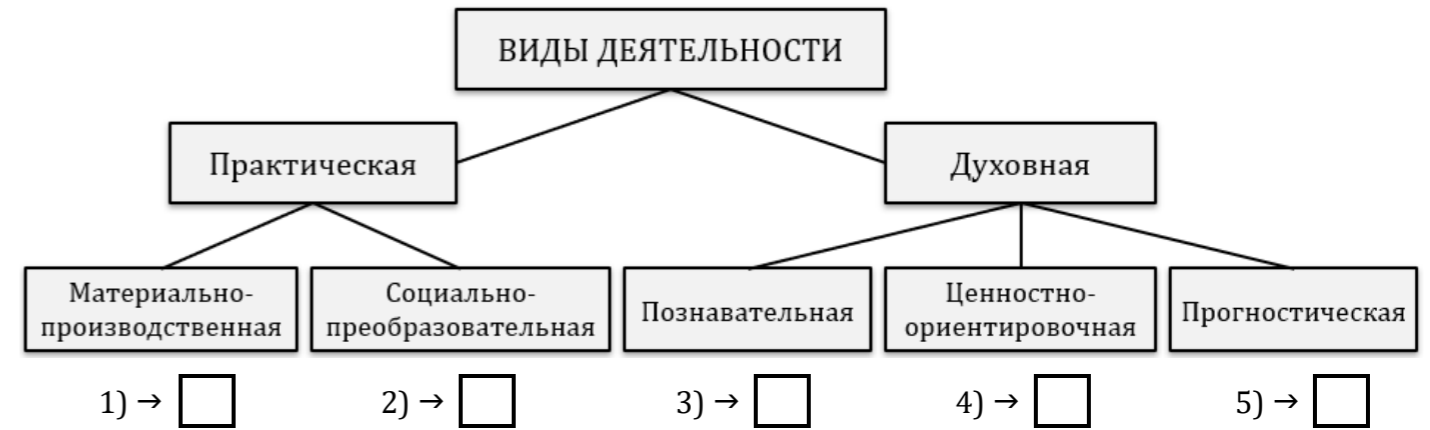 ВИДЫ ДЕЯТЕЛЬНОСТИ
Практическая
Духовная
Материально-
производственная
Социально-
преобразовательная
Познавательная
Ценностно-
ориентировочная
Прогностическая
1) →
2) →
3) →
4) →
5) →